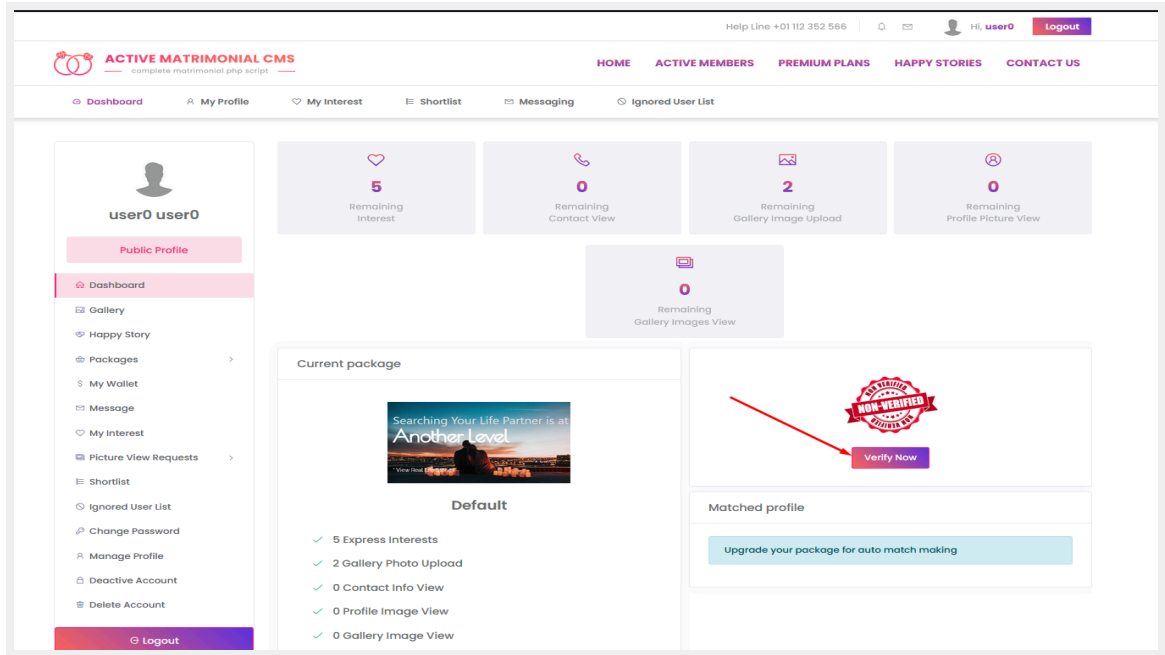 Help Line +01 112 352 566
Hi, user0
Logout
ACTIVE MATRIMONIAL CMS
complete matrimonial php script
HOME ACTIVE MEMBERS PREMIUM PLANS HAPPY STORIES CONTACT US
Dashboard My Profile My Interest Shortlist Messaging Ignored User List
user0 user0
Public Profile
Dashboard
Gallery
Happy Story
Packages
My Wallet
Message
My Interest
Picture View Requests
Shortlist
Ignored User List
Change Password
Manage Profile
Deactive Account
Delete Account
Logout
5
Remaining
Interest
0
Remaining
Contact View
2
Remaining
Gallery Image Upload
0
Remaining
Profile Picture View
0
Remaining
Gallery Images View
Current package
Searching Your Life Partner is at
Another Level
Default
5 Express Interests
2 Gallery Photo Upload
0 Contact Info View
0 Profile Image View
0 Gallery Image View
NON VERIFIED
NON-VERIFIED
Verify Now
Matched profile
Upgrade your package for auto match making